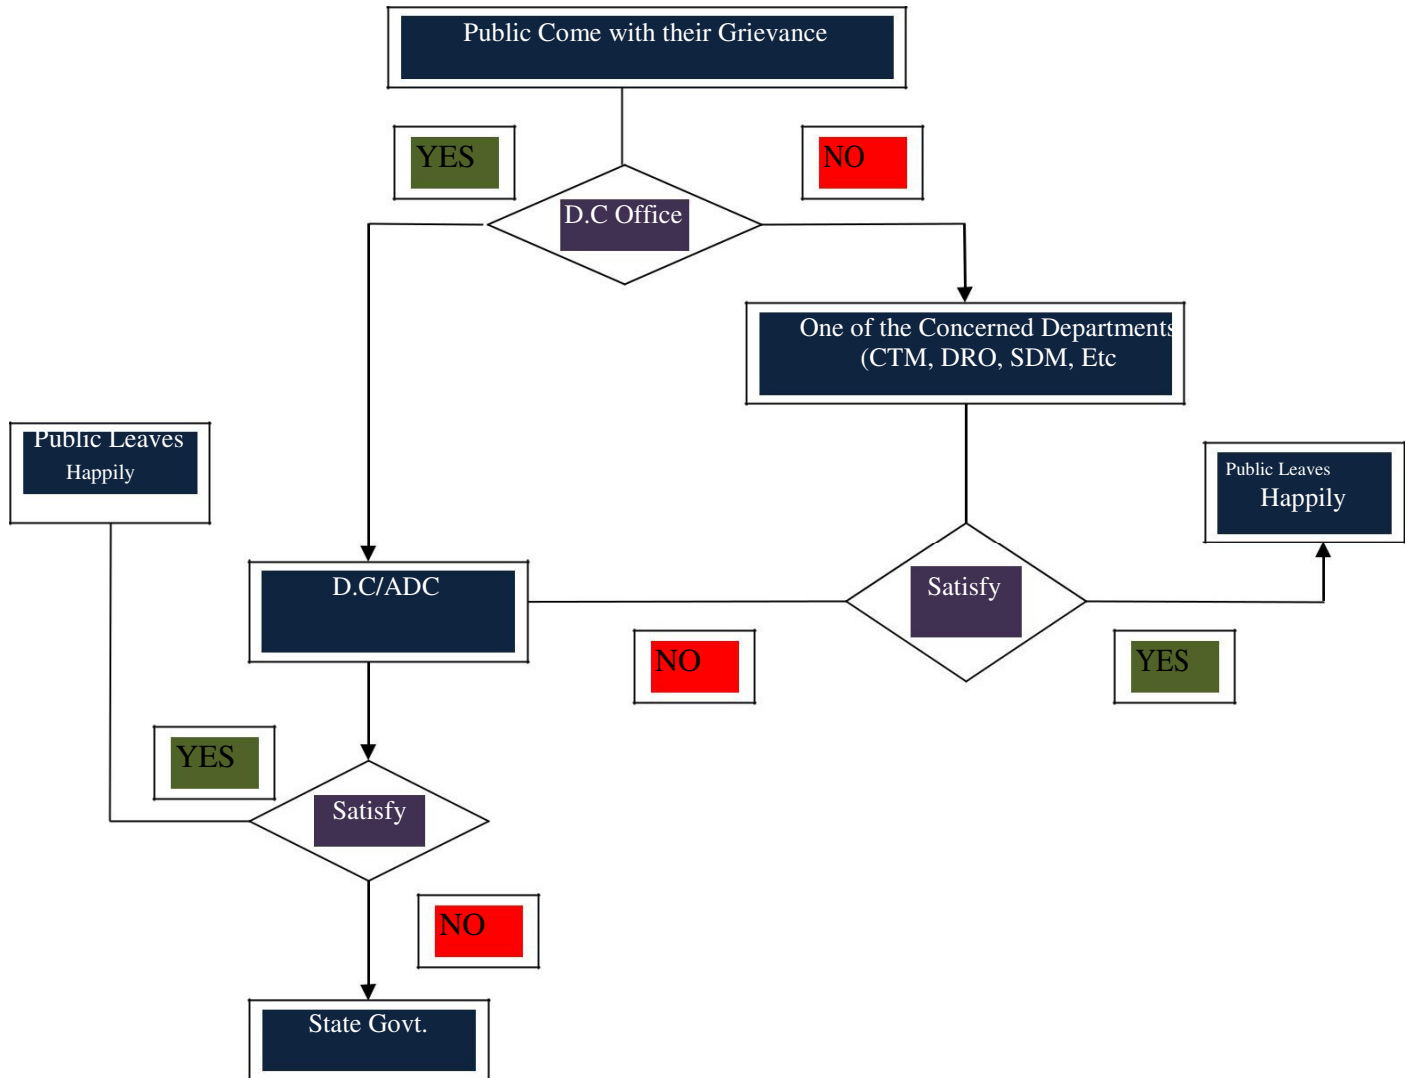 Public Come with their Grievance
YES
NO
D.C Office
One of the Concerned Departments
(CTM, DRO, SDM, Etc
Public Leaves
Happily
Public Leaves
Happily
D.C/ADC
Satisfy
NO
YES
YES
Satisfy
NO
State Govt.